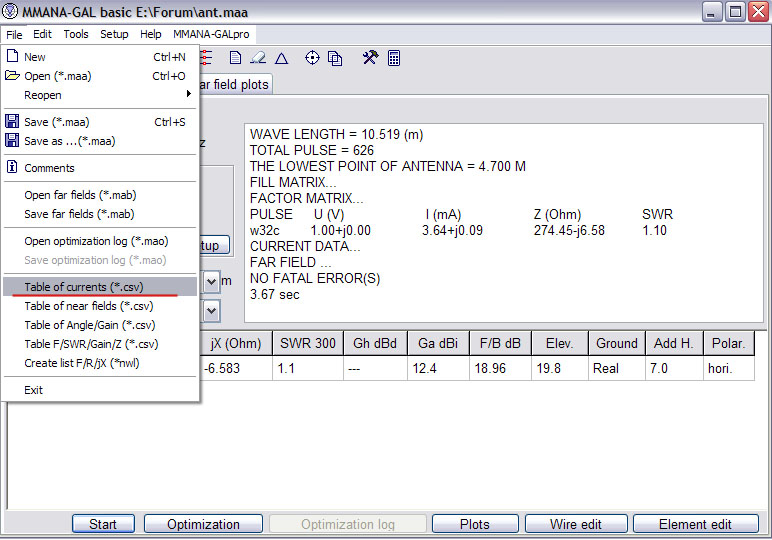 MMANA-GAL basic E:\Forum\ant.maa
File Edit Tools Setup Help MMANA-GALpro
New Ctrl+N
Open (*.maa) Ctrl+O
Reopen
Save (*.maa) Ctrl+S
Save as ...(*.maa)
Comments
Open far fields (*.mab)
Save far fields (*.mab)
Open optimization log (*.mao)
Save optimization log (*.mao)
Table of currents (*.csv)
Table of near fields (*.csv)
Table of Angle/Gain (*.csv)
Table F/SWR/Gain/Z (*.csv)
Create list F/R/jX (*nwl)
Exit
ar field plots
z
tup
m
WAVE LENGTH = 10.519 (m)
TOTAL PULSE = 626
THE LOWEST POINT OF ANTENNA = 4.700 M
FILL MATRIX...
FACTOR MATRIX...
PULSE U (V) I (mA) Z (Ohm) SWR
w32c 1.00+j0.00 3.64+j0.09 274.45-j6.58 1.10
CURRENT DATA...
FAR FIELD ...
NO FATAL ERROR(S)
3.67 sec
jX (Ohm) SWR 300 Gh dBd Ga dBi F/B dB Elev. Ground Add H. Polar.
-6.583 1.1 --- 12.4 18.96 19.8 Real 7.0 hori.
Start Optimization Optimization log Plots Wire edit Element edit